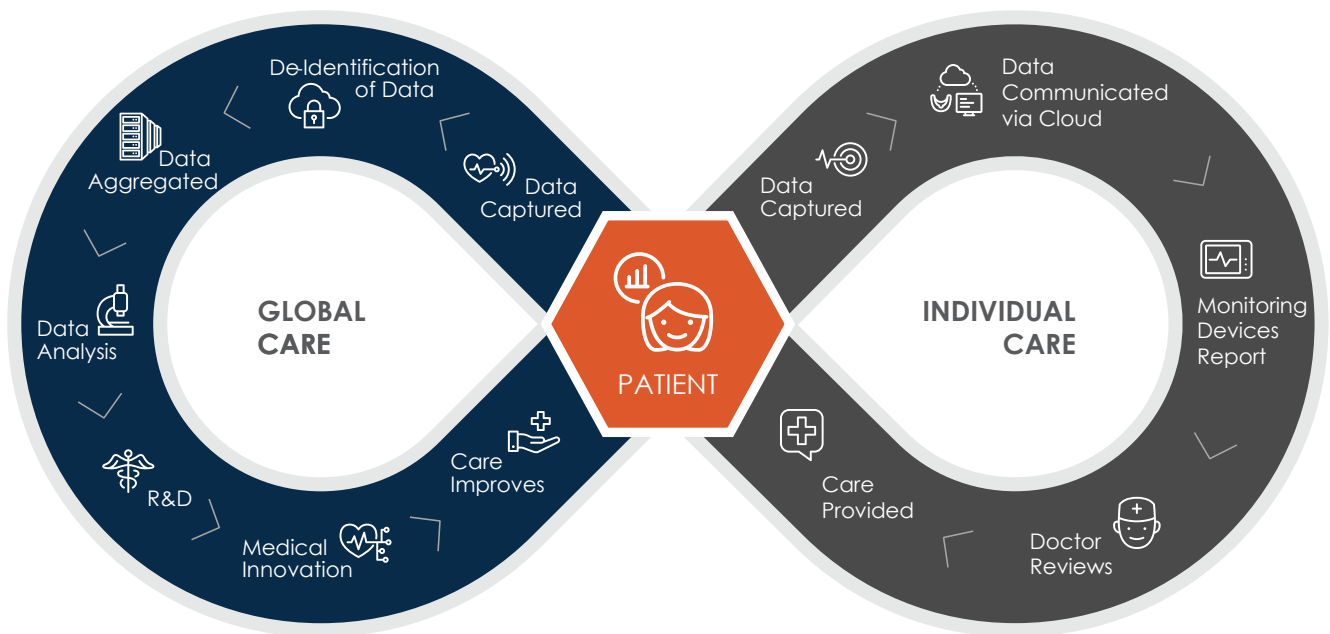 De-Identification
of Data
Data
Aggregated
Data
Captured
Data
Analysis
R&D
Medical
Innovation
Care
Improves
GLOBAL
CARE
PATIENT
INDIVIDUAL
CARE
Data
Captured
Data
Communicated
via Cloud
Monitoring
Devices
Report
Doctor
Reviews
Care
Provided